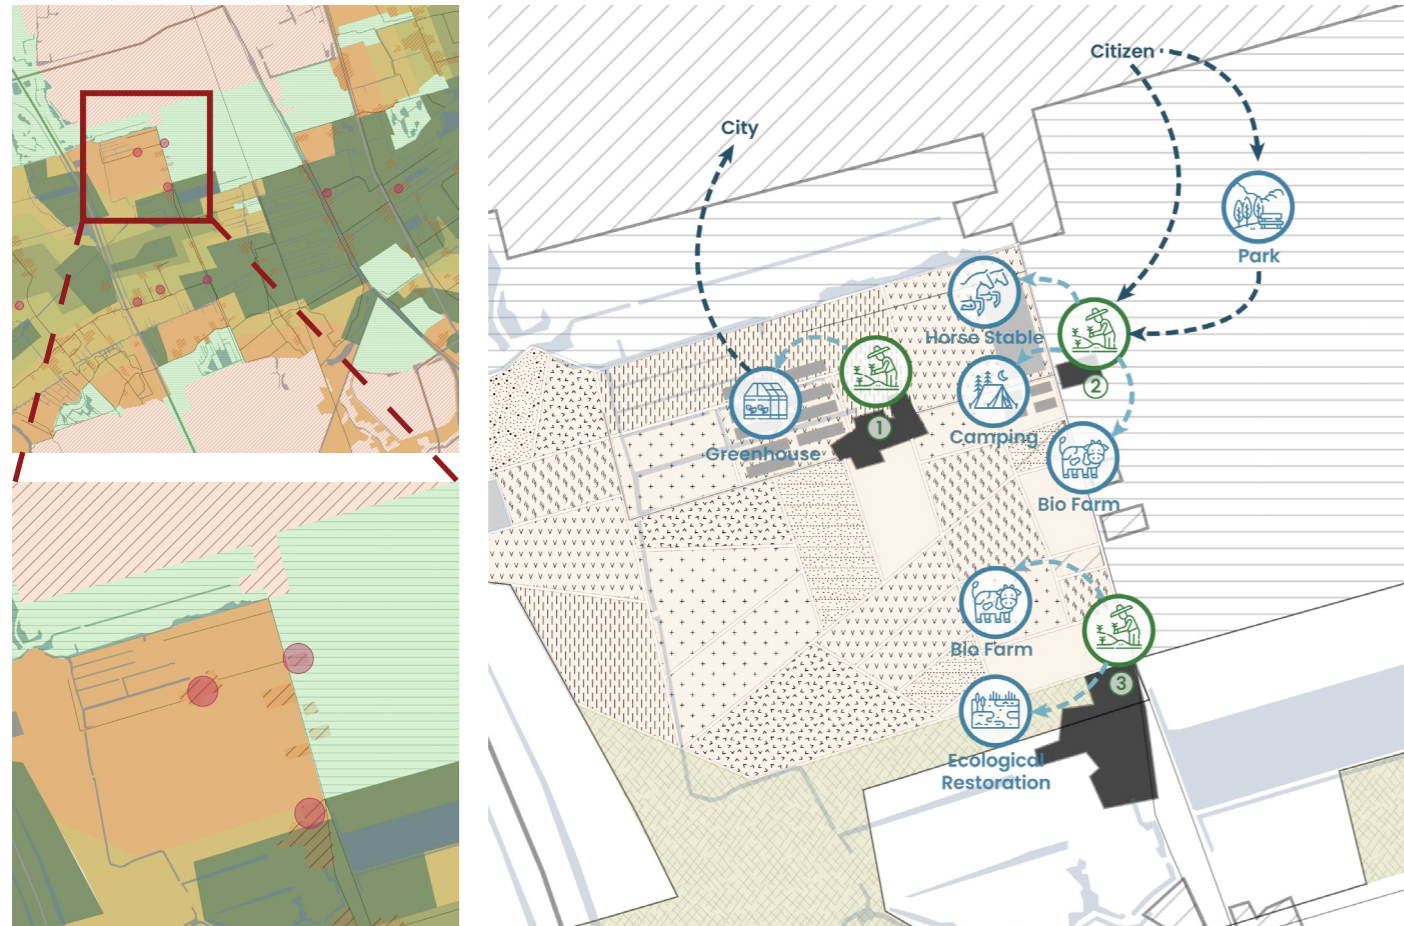 Citizen
City
Park
Horse Stable
2
Camping
1
Greenhouse
Bio Farm
Bio Farm
3
Ecological
Restoration